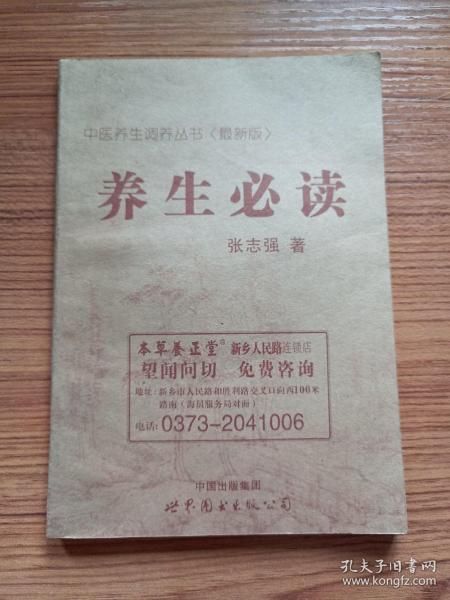 中医养生调养丛书〈最新版〉
养生必读
张志强 著
本草养正堂® 新乡人民路连锁店
望闻问切 免费咨询
地址:新乡市人民路和胜利路交叉口向西100米
路南(海员服务局对面)
电话:0373-2041006
中国出版集团
世界图书出版公司
孔夫子旧书网
www.kongfz.com